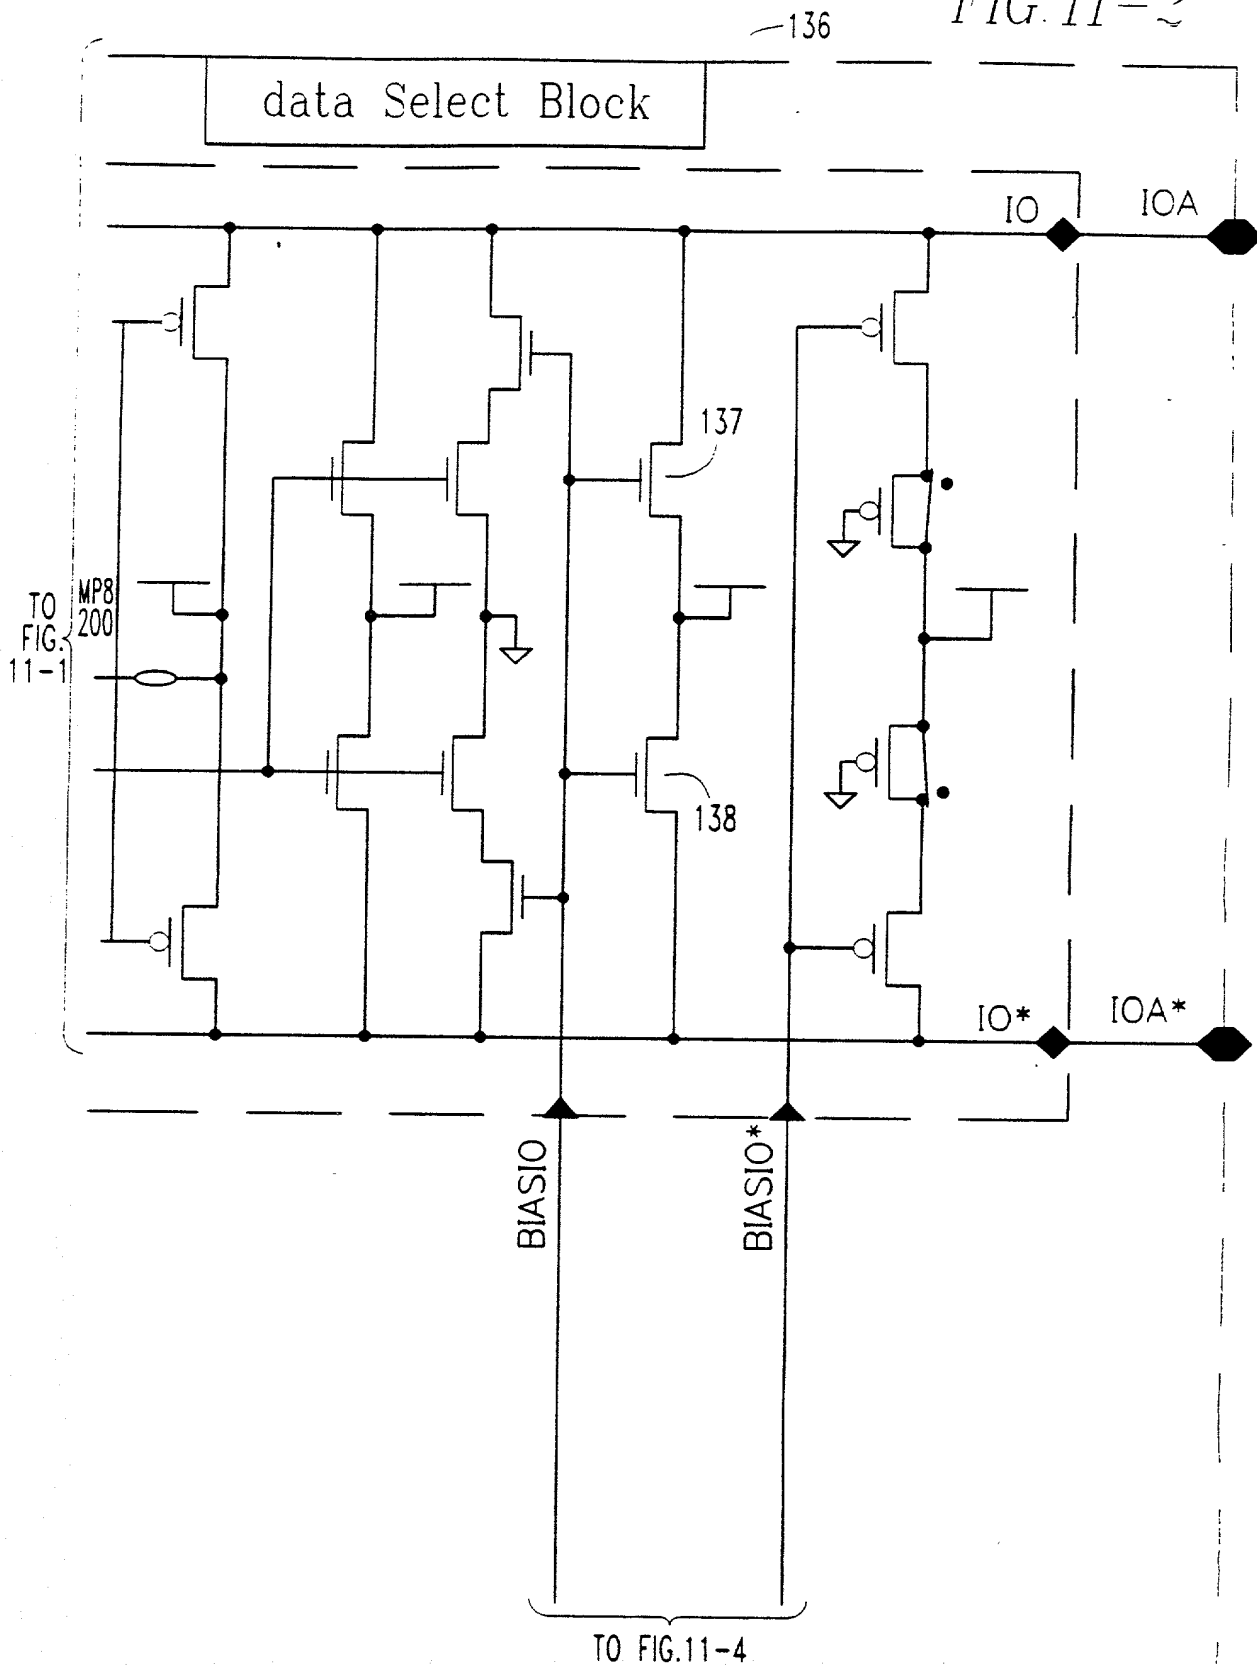 FIG. 11-2
136
data Select Block
IO
IOA
137
MP8
200
TO
FIG.
11-1
138
IO*
IOA*
BIASIO
BIASIO*
TO FIG.11-4